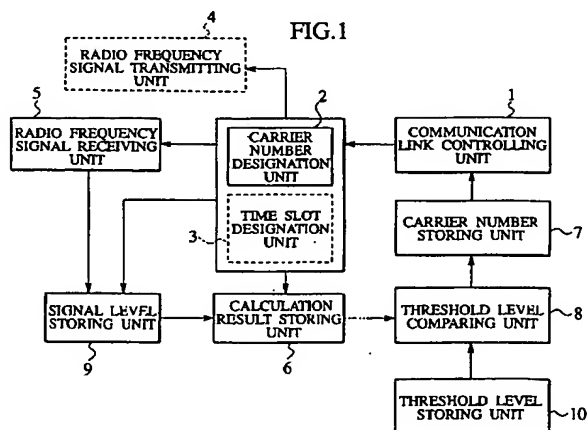 FIG.1
4
RADIO FREQUENCY
SIGNAL TRANSMITTING
UNIT
5
RADIO FREQUENCY
SIGNAL RECEIVING
UNIT
2
CARRIER
NUMBER
DESIGNATION
UNIT
1
COMMUNICATION
LINK CONTROLLING
UNIT
3
TIME SLOT
DESIGNATION
UNIT
CARRIER NUMBER
STORING UNIT
7
SIGNAL LEVEL
STORING UNIT
9
CALCULATION
RESULT STORING
UNIT
6
THRESHOLD LEVEL
COMPARING UNIT
8
THRESHOLD LEVEL
STORING UNIT
10